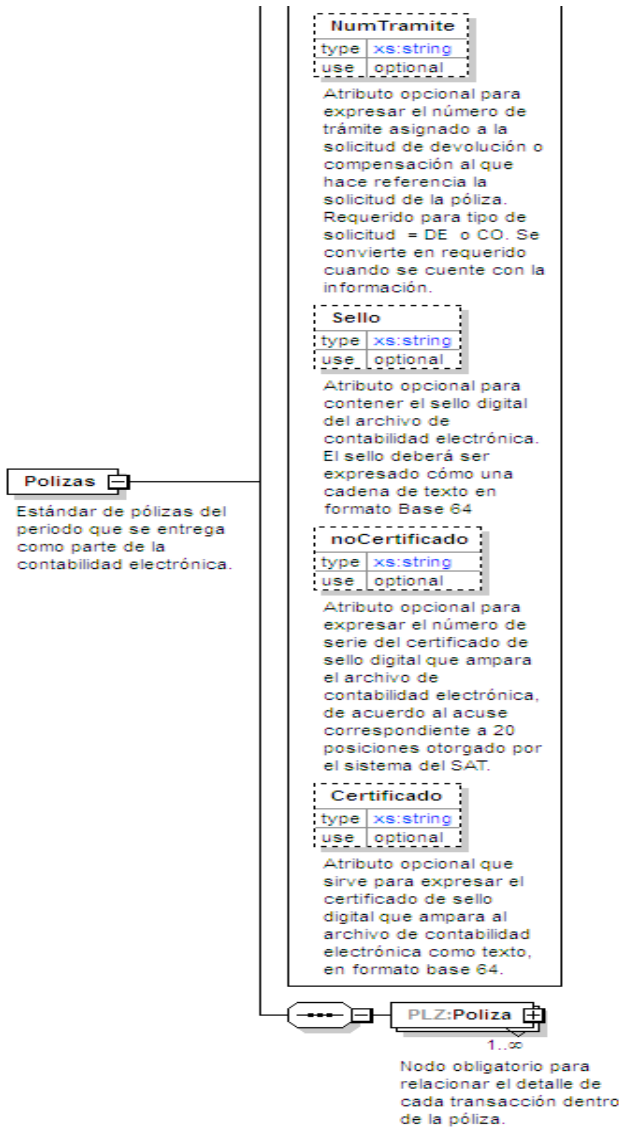 NumTramite
type xs:string
use optional
Atributo opcional para
expresar el número de
trámite asignado a la
solicitud de devolución o
compensación al que
hace referencia la
solicitud de la póliza.
Requerido para tipo de
solicitud = DE o CO. Se
convierte en requerido
cuando se cuente con la
información.
Sello
type xs:string
use optional
Atributo opcional para
contener el sello digital
del archivo de
contabilidad electrónica.
El sello deberá ser
expresado cómo una
cadena de texto en
formato Base 64
Polizas
Estándar de pólizas del
periodo que se entrega
como parte de la
contabilidad electrónica.
noCertificado
type xs:string
use optional
Atributo opcional para
expresar el número de
serie del certificado de
sello digital que ampara
el archivo de
contabilidad electrónica,
de acuerdo al acuse
correspondiente a 20
posiciones otorgado por
el sistema del SAT.
Certificado
type xs:string
use optional
Atributo opcional que
sirve para expresar el
certificado de sello
digital que ampara al
archivo de contabilidad
electrónica como texto,
en formato base 64.
PLZ:Poliza
1..∞
Nodo obligatorio para
relacionar el detalle de
cada transacción dentro
de la póliza.